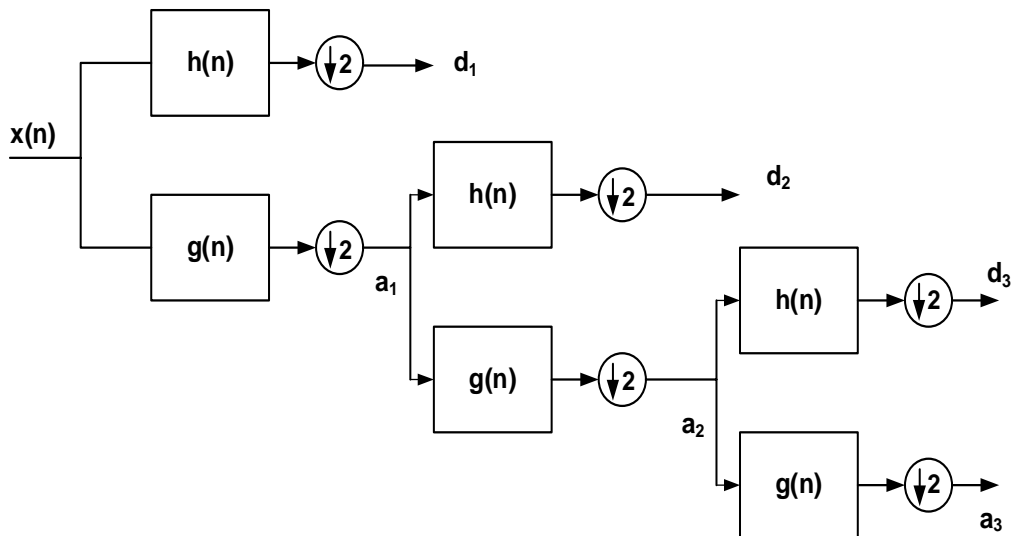 h(n)
2
d₁
x(n)
h(n)
2
d₂
g(n)
2
a₁
h(n)
2
d₃
g(n)
2
a₂
g(n)
2
a₃